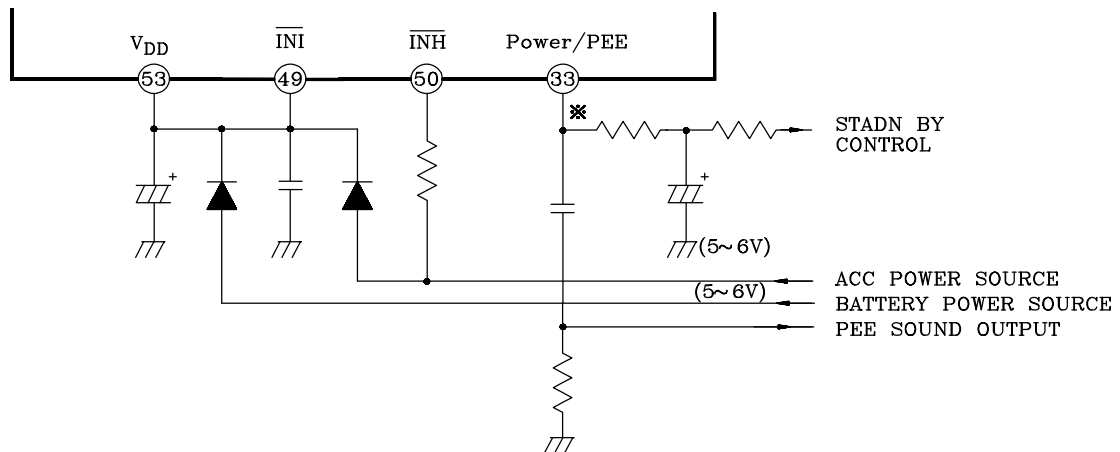 VDD
INI
INH
Power/PEE
53
49
50
33
※
STADN BY
CONTROL
+
+
(5~6V)
ACC POWER SOURCE
(5~6V)
BATTERY POWER SOURCE
PEE SOUND OUTPUT